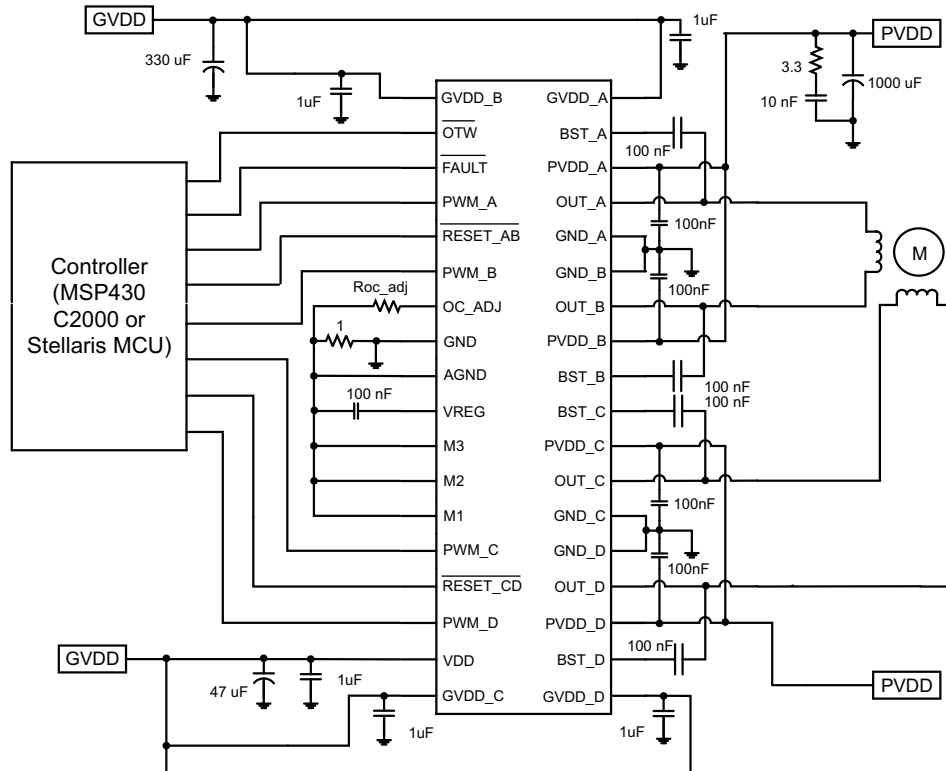 GVDD
330 uF
1uF
1uF
PVDD
3.3
10 nF
1000 uF
Controller
(MSP430
C2000 or
Stellaris MCU)
GVDD_B
OTW
FAULT
PWM_A
RESET_AB
PWM_B
OC_ADJ
GND
AGND
VREG
M3
M2
M1
PWM_C
RESET_CD
PWM_D
VDD
GVDD_C
GVDD_A
BST_A
PVDD_A
OUT_A
GND_A
GND_B
OUT_B
PVDD_B
BST_B
BST_C
PVDD_C
OUT_C
GND_C
GND_D
OUT_D
PVDD_D
BST_D
GVDD_D
Roc_adj
1
100 nF
100 nF
100nF
100nF
100 nF
100 nF
100nF
100nF
100 nF
M
GVDD
47 uF
1uF
1uF
1uF
PVDD